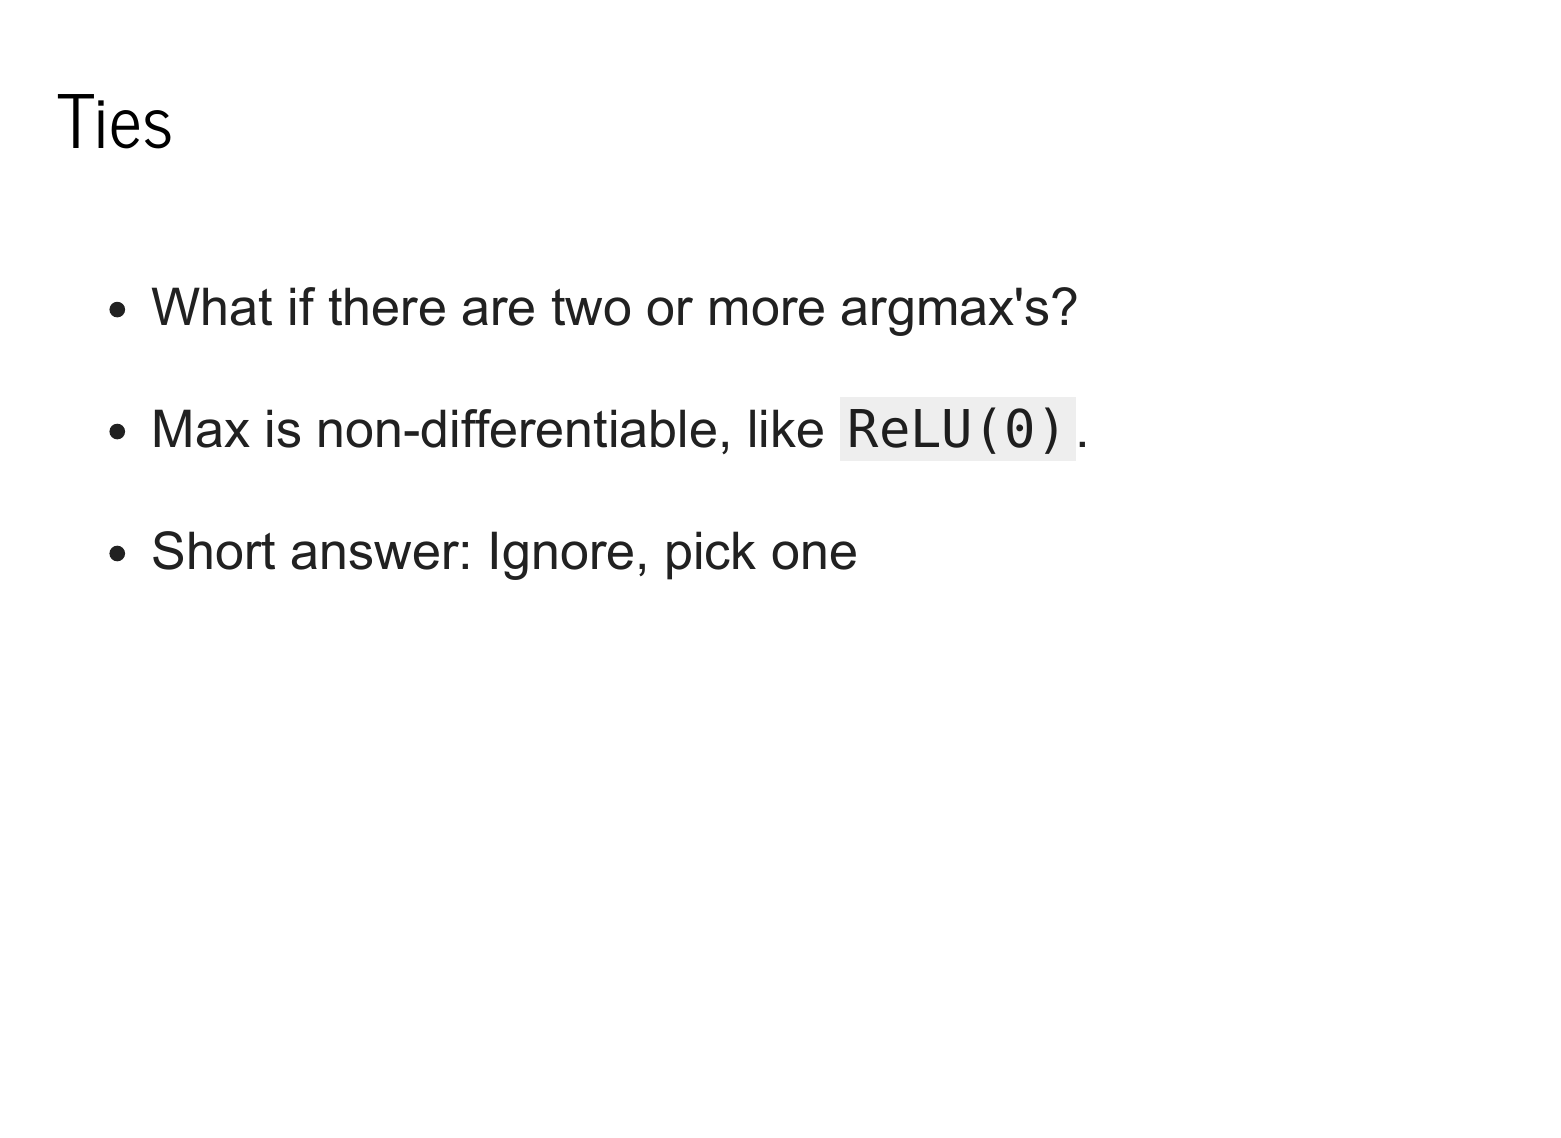 Ties
What if there are two or more argmax's?
Max is non-differentiable, like ReLU(0).
Short answer: Ignore, pick one